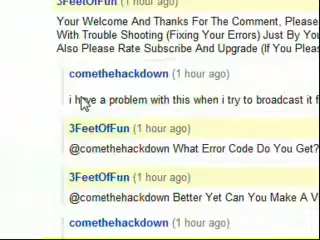 3FeetOfFun (1 hour ago)
Your Welcome And Thanks For The Comment, Please
With Trouble Shooting (Fixing Your Errors) Just By You
Also Please Rate Subscribe And Upgrade (If You Pleas
comethehackdown (1 hour ago)
i have a problem with this when i try to broadcast it f
3FeetOfFun (1 hour ago)
@comethehackdown What Error Code Do You Get?
3FeetOfFun (1 hour ago)
@comethehackdown Better Yet Can You Make A V
comethehackdown (1 hour ago)